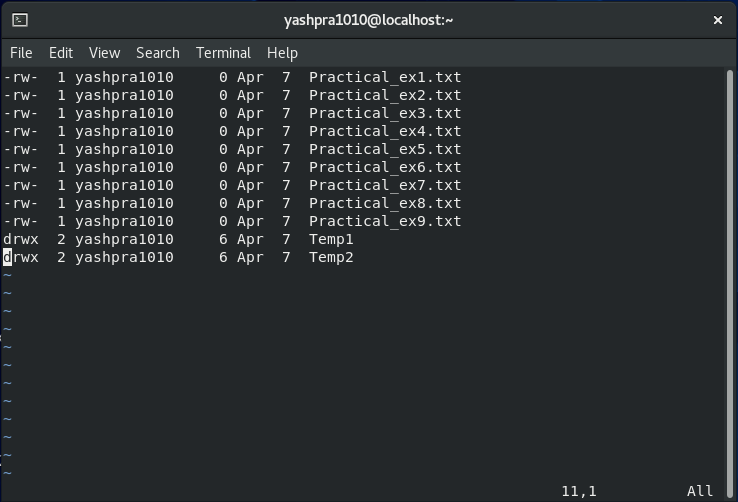 yashpra1010@localhost:~
File Edit View Search Terminal Help
-rw-  1 yashpra1010     0 Apr  7  Practical_ex1.txt
-rw-  1 yashpra1010     0 Apr  7  Practical_ex2.txt
-rw-  1 yashpra1010     0 Apr  7  Practical_ex3.txt
-rw-  1 yashpra1010     0 Apr  7  Practical_ex4.txt
-rw-  1 yashpra1010     0 Apr  7  Practical_ex5.txt
-rw-  1 yashpra1010     0 Apr  7  Practical_ex6.txt
-rw-  1 yashpra1010     0 Apr  7  Practical_ex7.txt
-rw-  1 yashpra1010     0 Apr  7  Practical_ex8.txt
-rw-  1 yashpra1010     0 Apr  7  Practical_ex9.txt
drwx  2 yashpra1010     6 Apr  7  Temp1
drwx  2 yashpra1010     6 Apr  7  Temp2
~
~
~
~
~
~
~
~
~
~
~
~
11,1          All